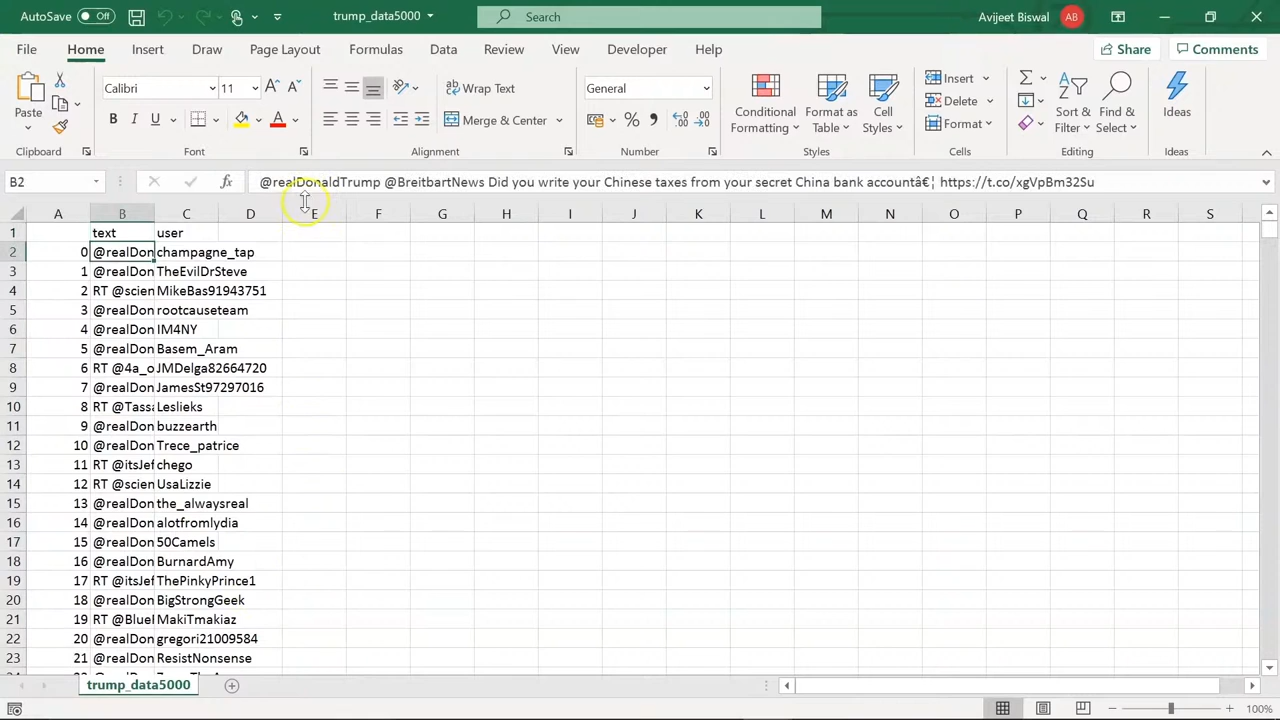 AutoSave Off trump_data5000 Search Avijeet Biswal AB
File Home Insert Draw Page Layout Formulas Data Review View Developer Help Share Comments
Calibri 11 Wrap Text General Insert
Paste Merge & Center Conditional Formatting Format as Table Cell Styles Delete Format Sort & Filter Find & Select Ideas
Clipboard Font Alignment Number Styles Cells Editing Ideas
B2 @realDonaldTrump @BreitbartNews Did you write your Chinese taxes from your secret China bank accountâ€¦ https://t.co/xgVpBm32Su
A B C D E F G H I J K L M N O P Q R S
1 text user
2 0 @realDon champagne_tap
3 1 @realDon TheEvilDrSteve
4 2 RT @scien MikeBas91943751
5 3 @realDon rootcauseteam
6 4 @realDon IM4NY
7 5 @realDon Basem_Aram
8 6 RT @4a_o JMDelga82664720
9 7 @realDon JamesSt97297016
10 8 RT @Tassa Leslieks
11 9 @realDon buzzearth
12 10 @realDon Trece_patrice
13 11 RT @itsJef chego
14 12 RT @scien UsaLizzie
15 13 @realDon the_alwaysreal
16 14 @realDon alotfromlydia
17 15 @realDon 50Camels
18 16 @realDon BurnardAmy
19 17 RT @itsJef ThePinkyPrince1
20 18 @realDon BigStrongGeek
21 19 RT @Bluel MakiTmakiaz
22 20 @realDon gregori21009584
23 21 @realDon ResistNonsense
trump_data5000
100%